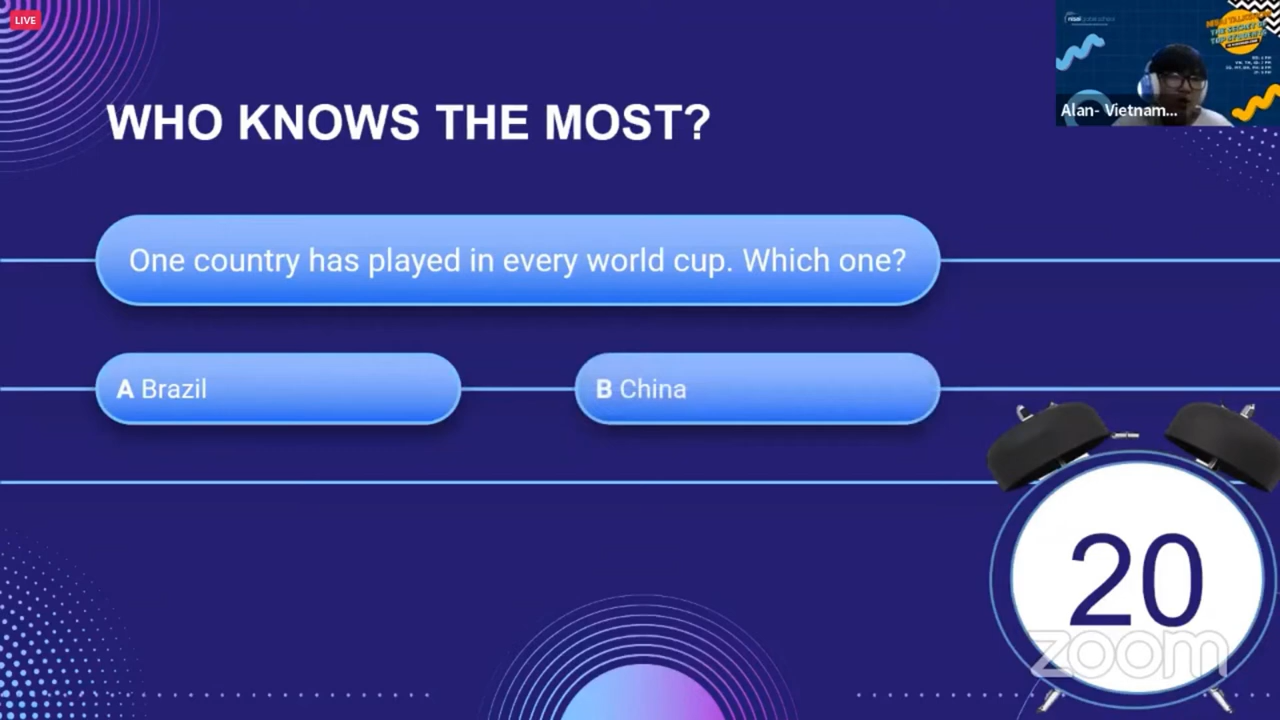 LIVE
WHO KNOWS THE MOST?
Alan- Vietnam...
One country has played in every world cup. Which one?
A Brazil
B China
20
zoom